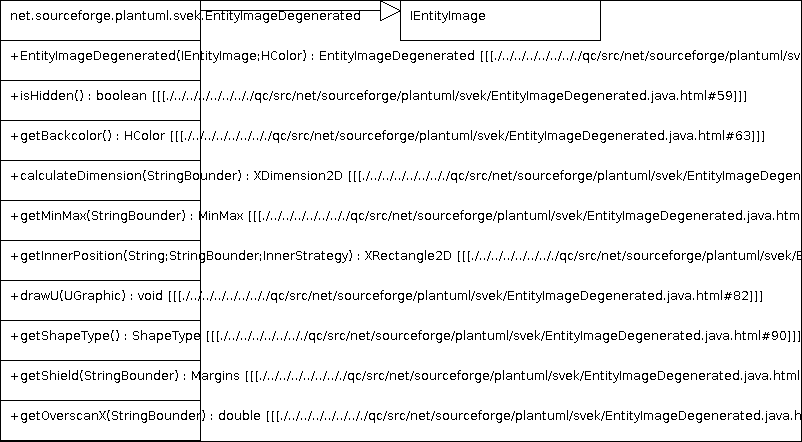 net.sourceforge.plantuml.svek.EntityImageDegenerated
IEntityImage
+EntityImageDegenerated(IEntityImage;HColor) : EntityImageDegenerated [[[./../../../../../../../qc/src/net/sourceforge/plantuml/sv
+isHidden() : boolean [[[./../../../../../../../qc/src/net/sourceforge/plantuml/svek/EntityImageDegenerated.java.html#59]]]
+getBackcolor() : HColor [[[./../../../../../../../qc/src/net/sourceforge/plantuml/svek/EntityImageDegenerated.java.html#63]]]
+calculateDimension(StringBounder) : XDimension2D [[[./../../../../../../../qc/src/net/sourceforge/plantuml/svek/EntityImageDegen
+getMinMax(StringBounder) : MinMax [[[./../../../../../../../qc/src/net/sourceforge/plantuml/svek/EntityImageDegenerated.java.htm
+getInnerPosition(String;StringBounder;InnerStrategy) : XRectangle2D [[[./../../../../../../../qc/src/net/sourceforge/plantuml/svek/E
+drawU(UGraphic) : void [[[./../../../../../../../qc/src/net/sourceforge/plantuml/svek/EntityImageDegenerated.java.html#82]]]
+getShapeType() : ShapeType [[[./../../../../../../../qc/src/net/sourceforge/plantuml/svek/EntityImageDegenerated.java.html#90]]]
+getShield(StringBounder) : Margins [[[./../../../../../../../qc/src/net/sourceforge/plantuml/svek/EntityImageDegenerated.java.html
+getOverscanX(StringBounder) : double [[[./../../../../../../../qc/src/net/sourceforge/plantuml/svek/EntityImageDegenerated.java.h